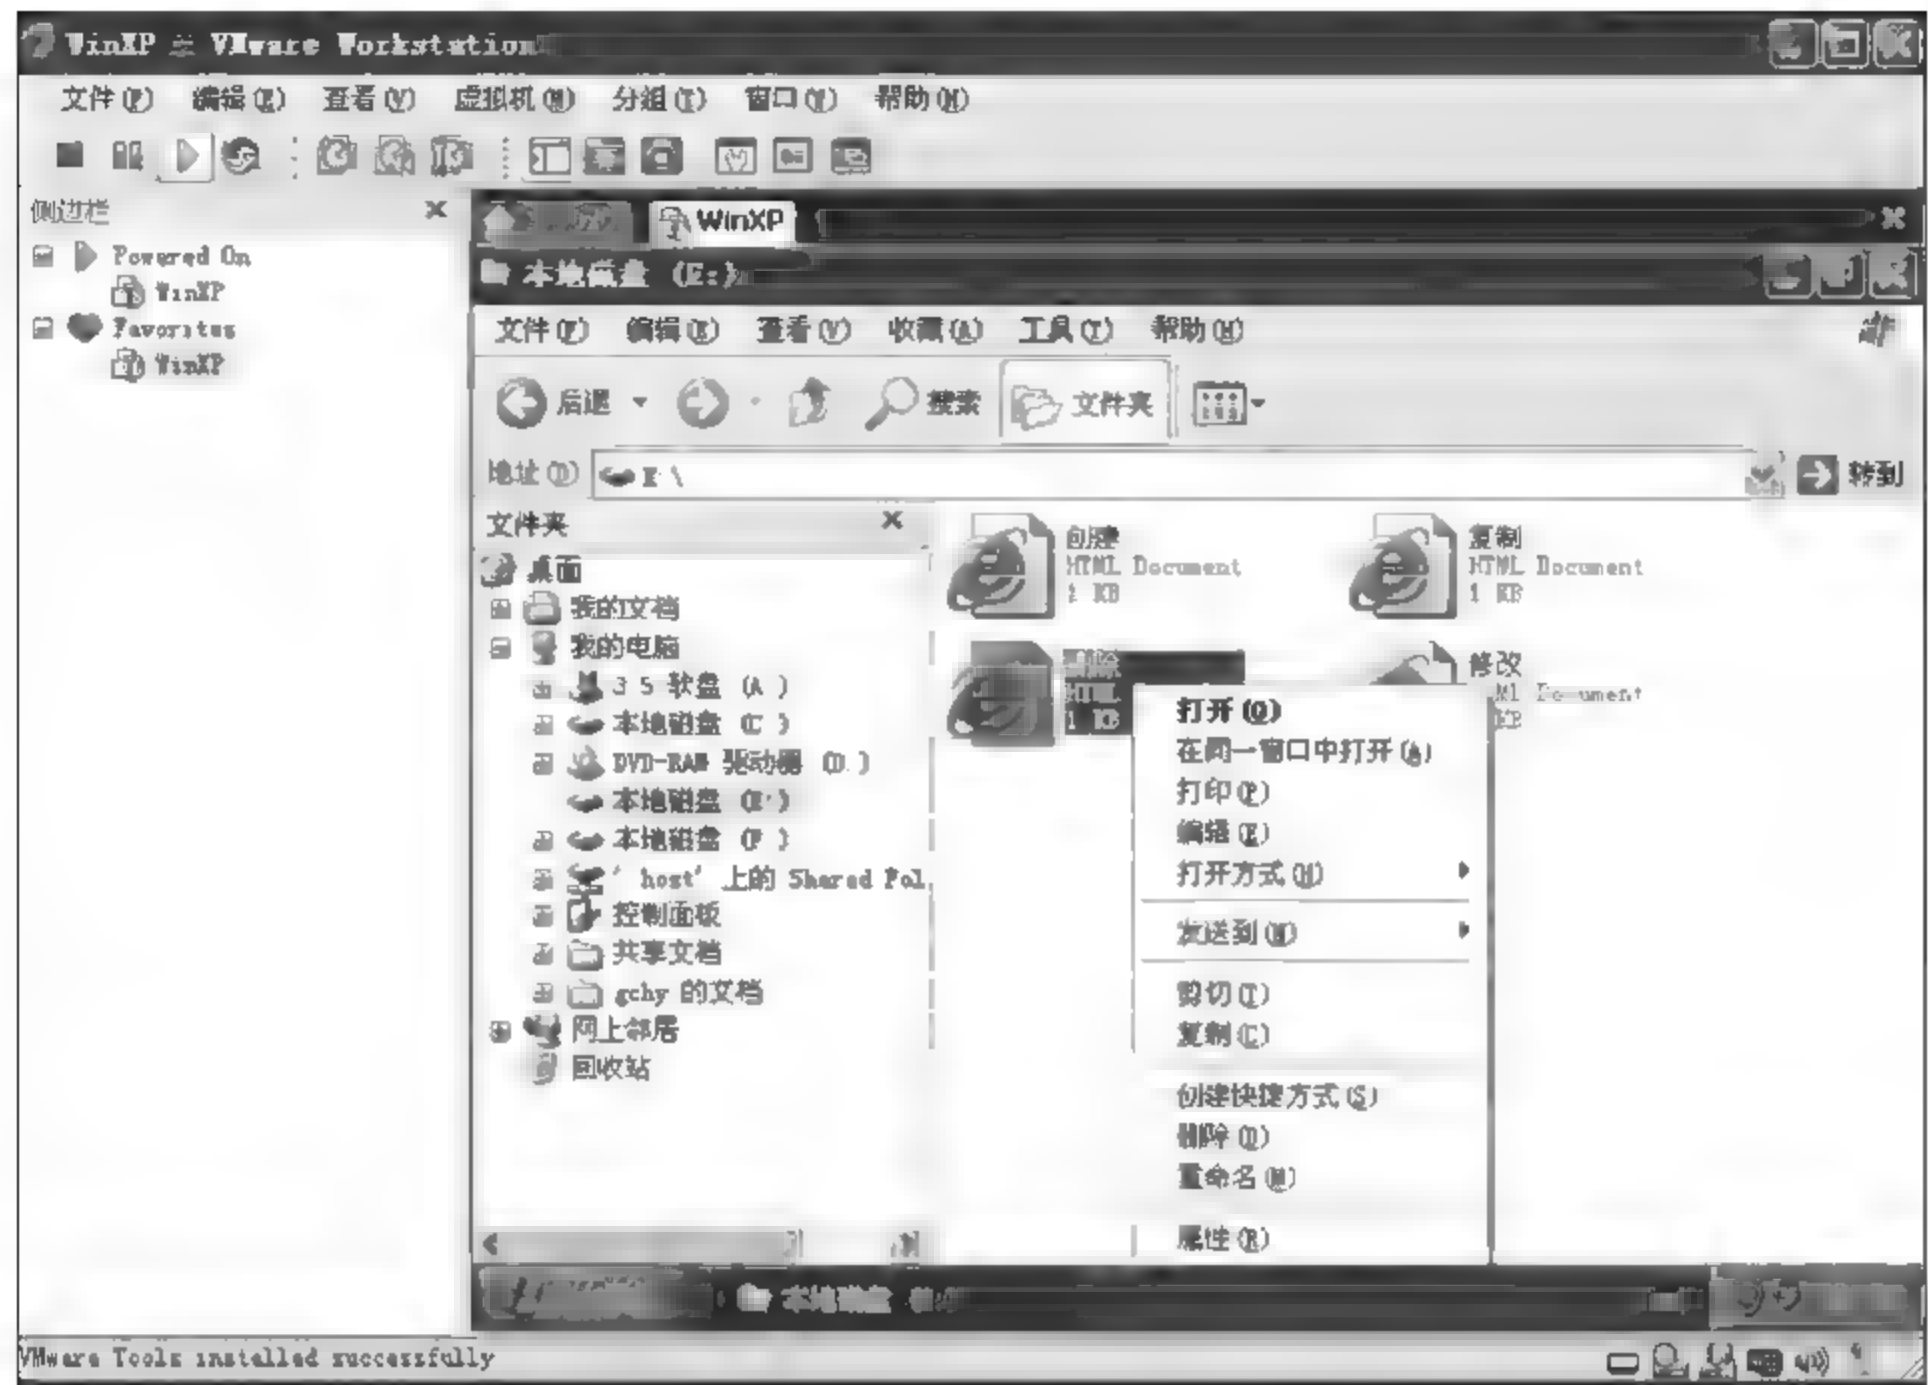 WinXP - VMware Workstation
文件(F) 编辑(E) 查看(V) 虚拟机(M) 分组(T) 窗口(W) 帮助(H)
侧边栏
Powered On
WinXP
Favorites
WinXP
WinXP
本地磁盘 (E:)
文件(F) 编辑(E) 查看(V) 收藏(A) 工具(T) 帮助(H)
后退 搜索 文件夹
地址(D) E:\ 转到
文件夹
桌面
我的文档
我的电脑
3.5 软盘 (A:)
本地磁盘 (C:)
DVD-RAM 驱动器 (D:)
本地磁盘 (E:)
本地磁盘 (F:)
'.host' 上的 Shared Fol
控制面板
共享文档
gchy 的文档
网上邻居
回收站
创建
HTML Document
1 KB
复制
HTML Document
1 KB
删除
HTML
1 KB
修改
Document
KB
打开(O)
在同一窗口中打开(A)
打印(P)
编辑(E)
打开方式(H)
发送到(N)
剪切(T)
复制(C)
创建快捷方式(S)
删除(D)
重命名(M)
属性(R)
本地磁盘
VMware Tools installed successfully